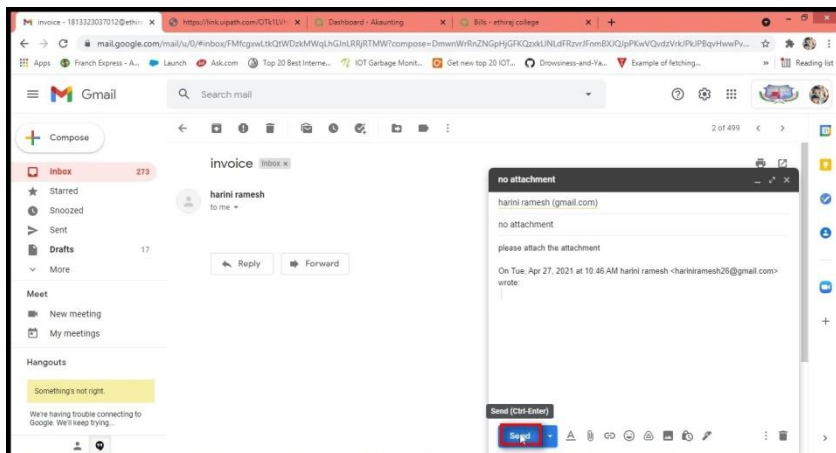 invoice - 1813323037012@ethir
https://link.uipath.com/OTk1LV
Dashboard - Akaunting
Bills - ethiraj college
mail.google.com/mail/u/0/#inbox/
Apps
Franch Express - A...
Launch
Ask.com
Top 20 Best Interne...
IOT Garbage Monit...
Get new top 20 IOT...
Drowsiness-and-Ya...
Example of fetching...
Reading list
Gmail
Search mail
Compose
2 of 499
Inbox 273
Starred
Snoozed
Sent
Drafts 17
More
Meet
New meeting
My meetings
Hangouts
Something's not right.
We're having trouble connecting to
Google. We'll keep trying...
invoice Inbox x
harini ramesh
to me
Reply
Forward
no attachment
harini ramesh (gmail.com)
no attachment
please attach the attachment
On Tue, Apr 27, 2021 at 10.46 AM harini ramesh <hariniramesh26@gmail.com>
wrote:
Send (Ctrl-Enter)
Send